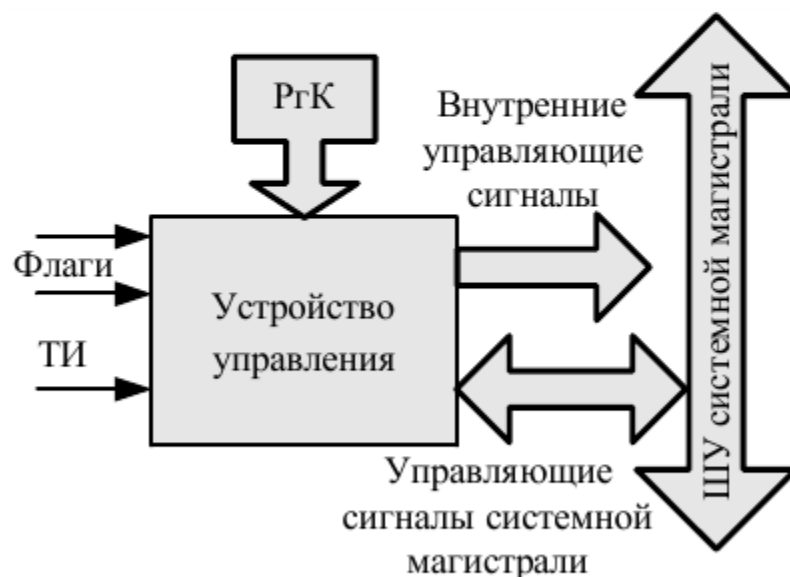 РгК
Внутренние
управляющие
сигналы
Флаги
ТИ
Устройство
управления
Управляющие
сигналы системной
магистрали
ШУ системной магистрали